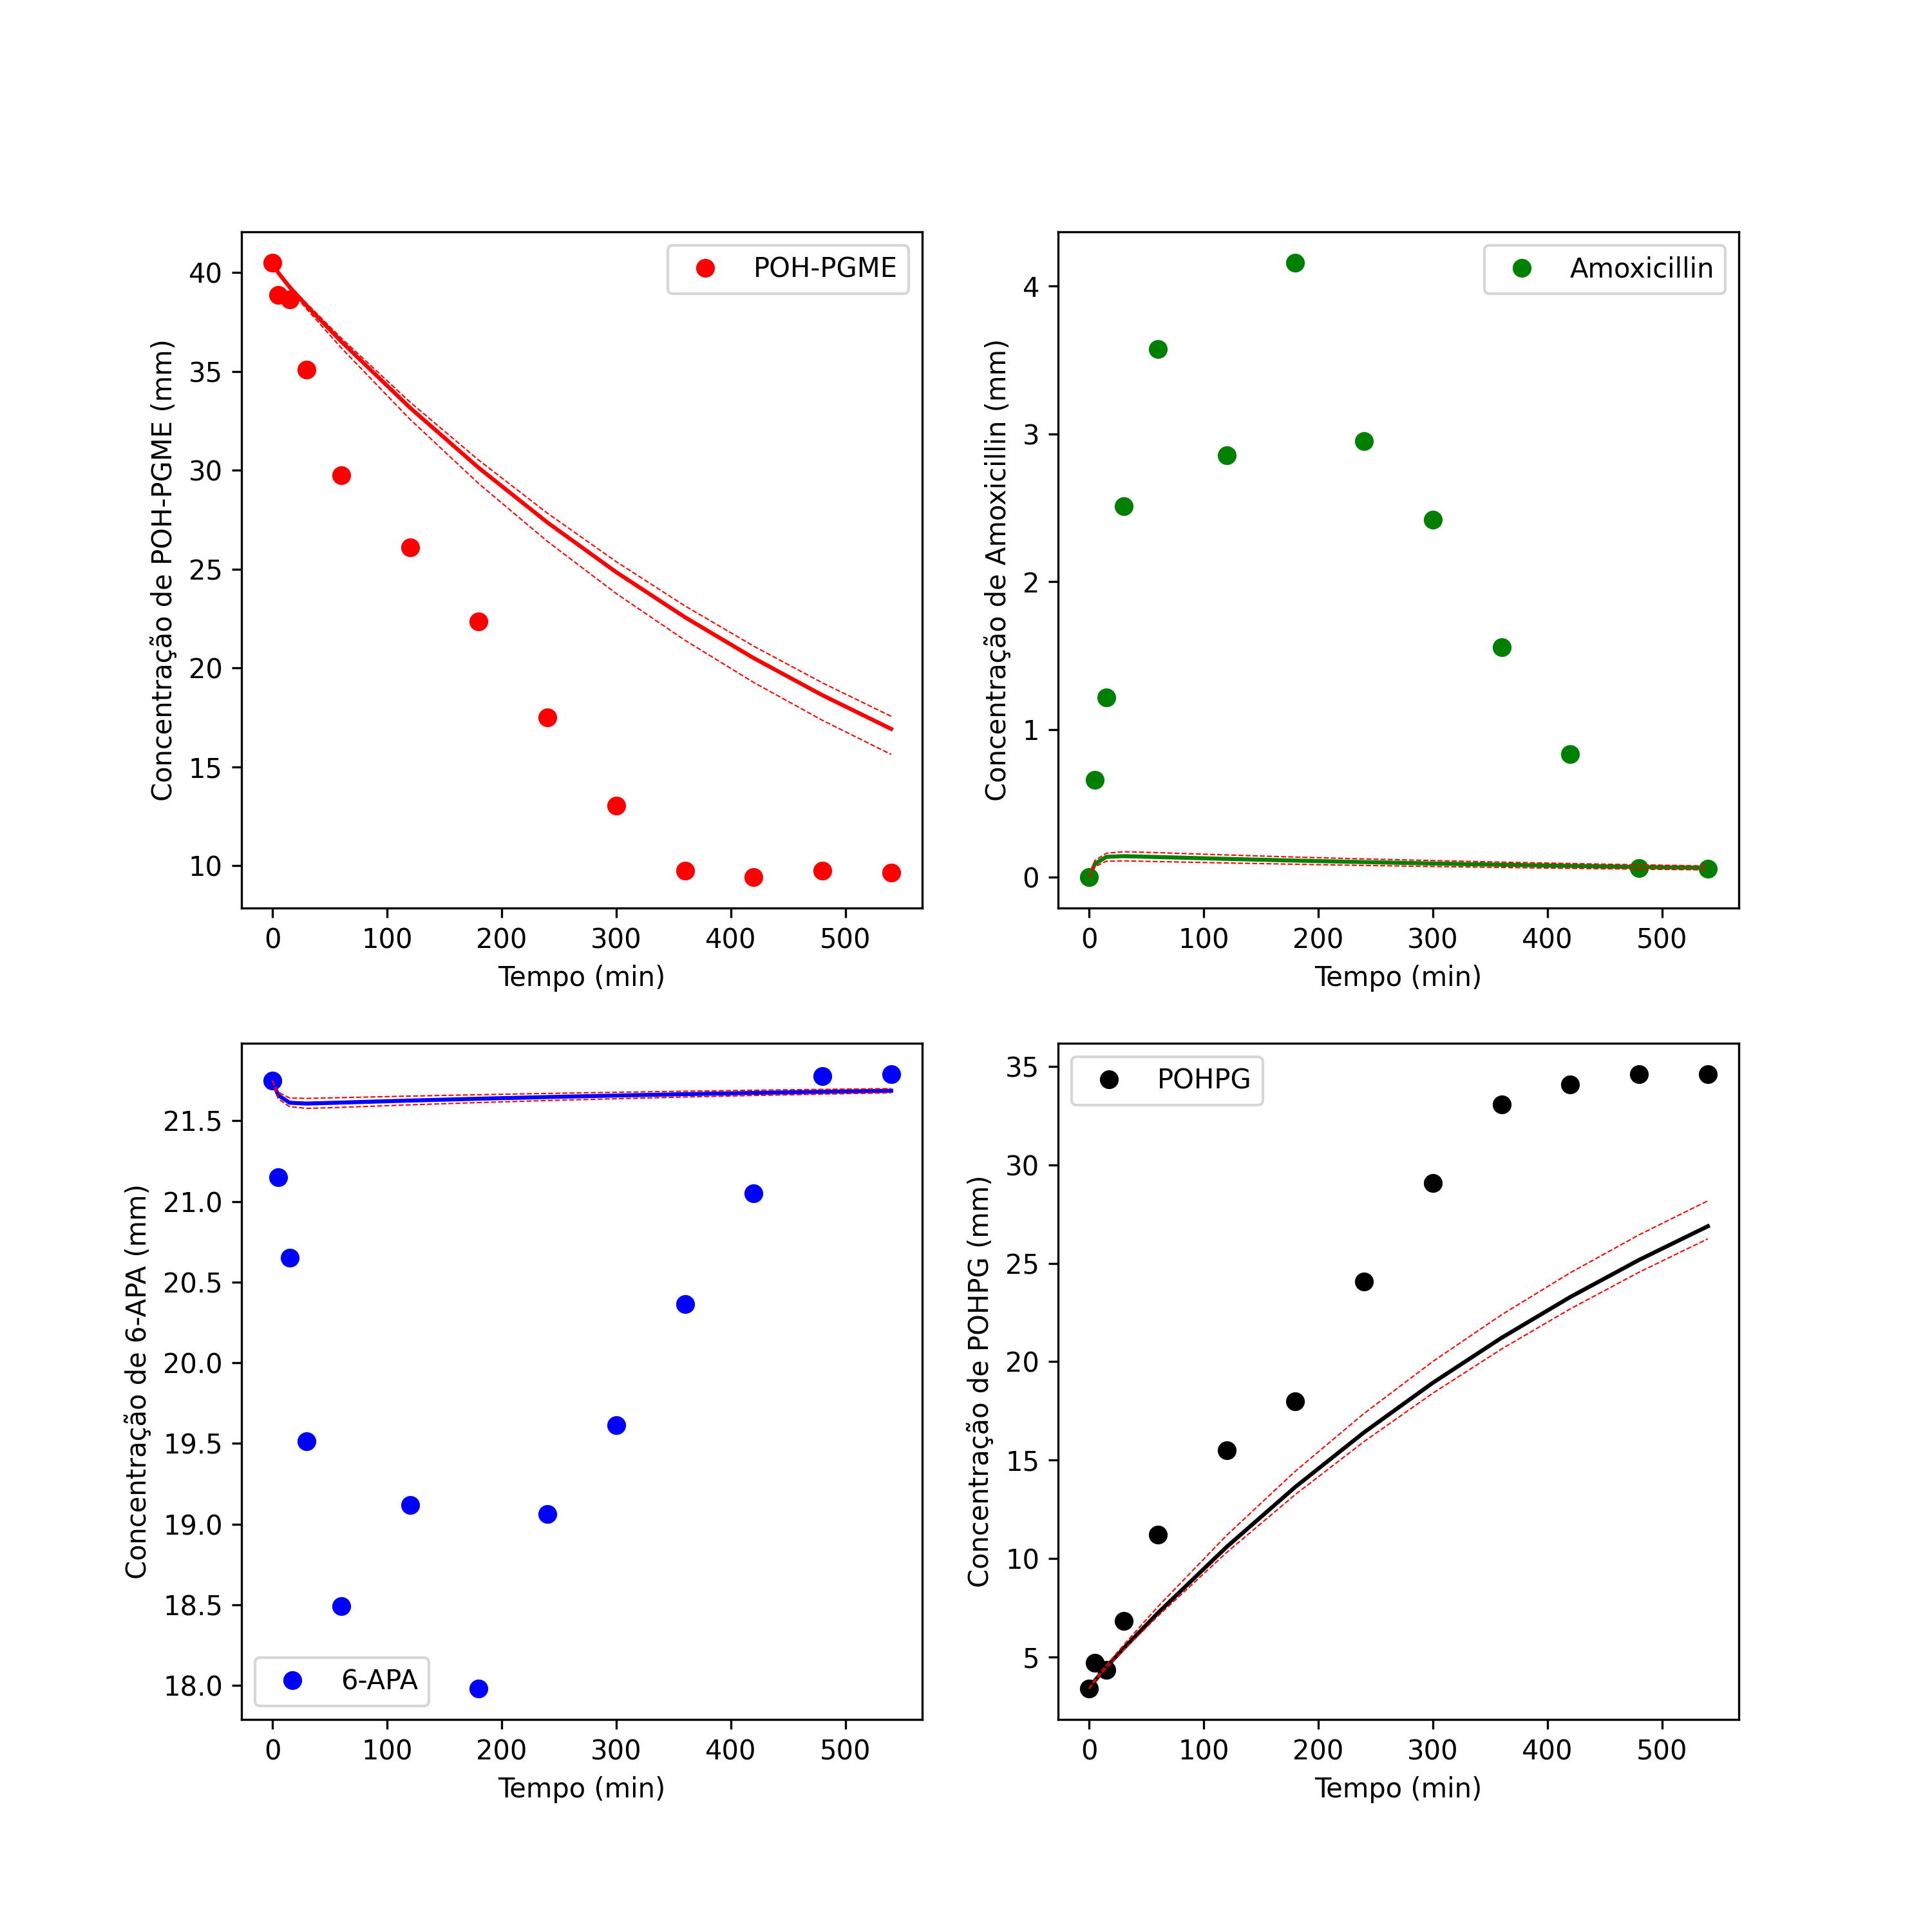 POH-PGME
40
35
30
25
20
15
10
Concentração de POH-PGME (mm)
0 100 200 300 400 500
Tempo (min)
Amoxicillin
4
3
2
1
0
Concentração de Amoxicillin (mm)
0 100 200 300 400 500
Tempo (min)
21.5
21.0
20.5
20.0
19.5
19.0
18.5
18.0
Concentração de 6-APA (mm)
6-APA
0 100 200 300 400 500
Tempo (min)
POHPG
35
30
25
20
15
10
5
Concentração de POHPG (mm)
0 100 200 300 400 500
Tempo (min)